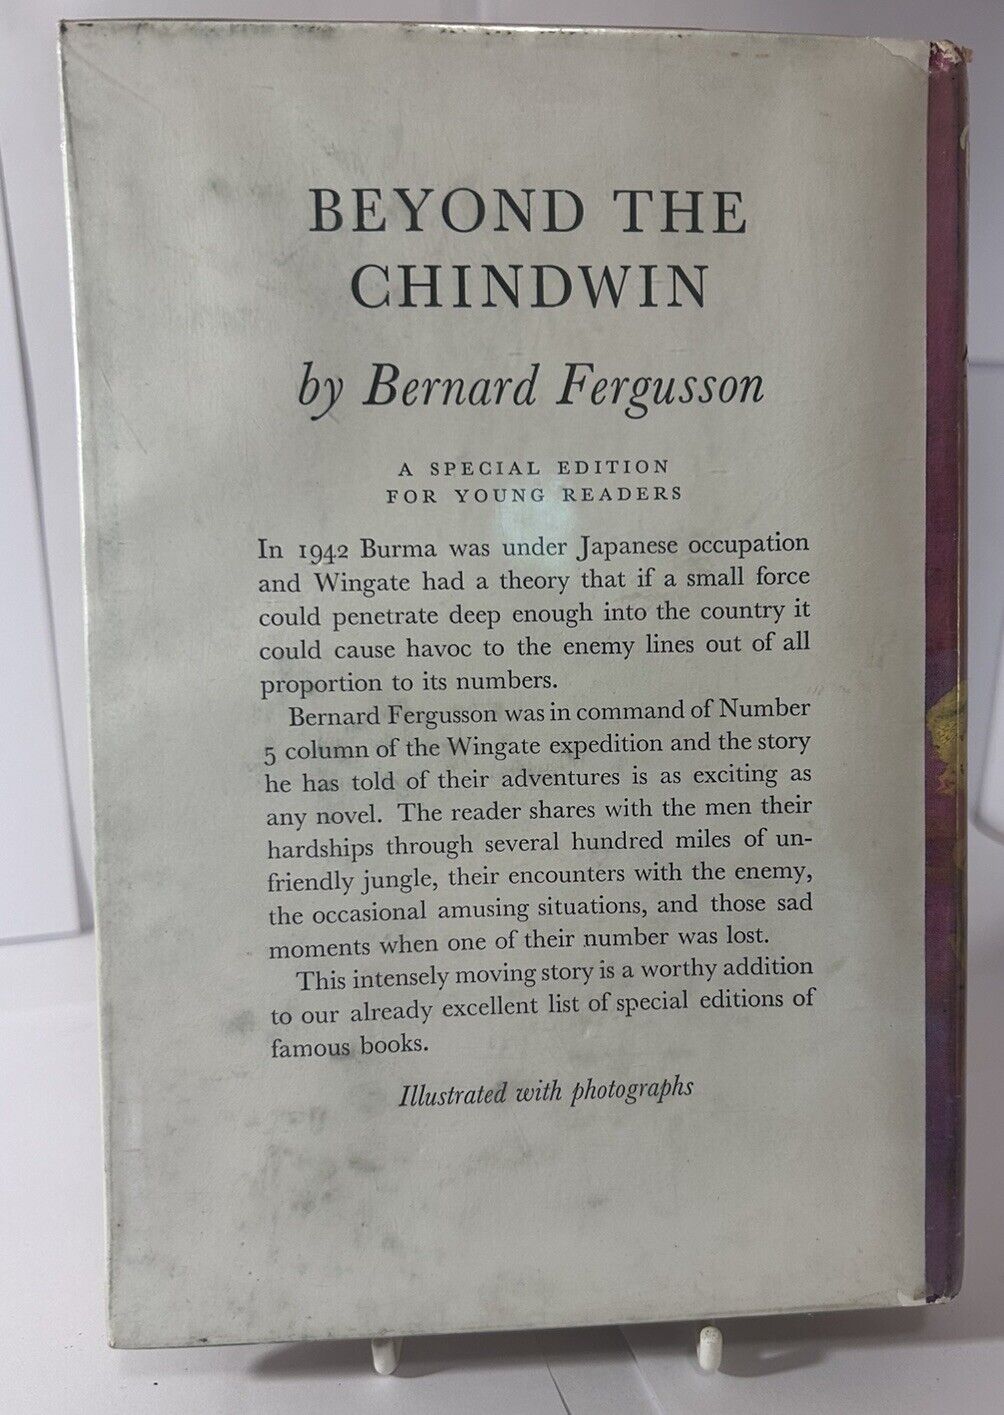 BEYOND THE
CHINDWIN
by Bernard Fergusson
A SPECIAL EDITION
FOR YOUNG READERS
In 1942 Burma was under Japanese occupation
and Wingate had a theory that if a small force
could penetrate deep enough into the country it
could cause havoc to the enemy lines out of all
proportion to its numbers.
Bernard Fergusson was in command of Number
5 column of the Wingate expedition and the story
he has told of their adventures is as exciting as
any novel. The reader shares with the men their
hardships through several hundred miles of un-
friendly jungle, their encounters with the enemy,
the occasional amusing situations, and those sad
moments when one of their number was lost.
This intensely moving story is a worthy addition
to our already excellent list of special editions of
famous books.
Illustrated with photographs